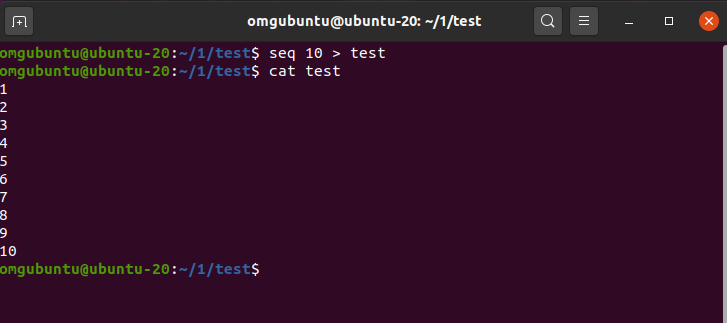 omgubuntu@ubuntu-20: ~/1/test
omgubuntu@ubuntu-20:~/1/test$ seq 10 > test
omgubuntu@ubuntu-20:~/1/test$ cat test
1
2
3
4
5
6
7
8
9
10
omgubuntu@ubuntu-20:~/1/test$